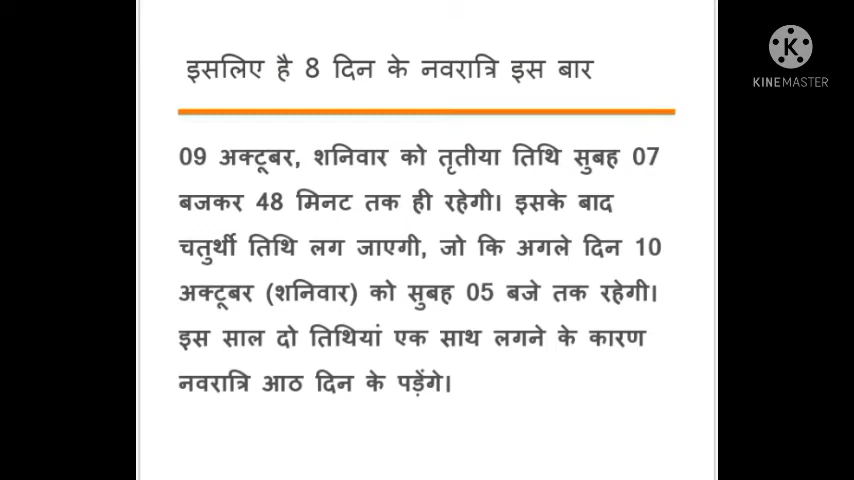 इसलिए है 8 दिन के नवरात्रि इस बार
K
KINEMASTER
09 अक्टूबर, शनिवार को तृतीया तिथि सुबह 07
बजकर 48 मिनट तक ही रहेगी। इसके बाद
चतुर्थी तिथि लग जाएगी, जो कि अगले दिन 10
अक्टूबर (शनिवार) को सुबह 05 बजे तक रहेगी।
इस साल दो तिथियां एक साथ लगने के कारण
नवरात्रि आठ दिन के पड़ेंगे।